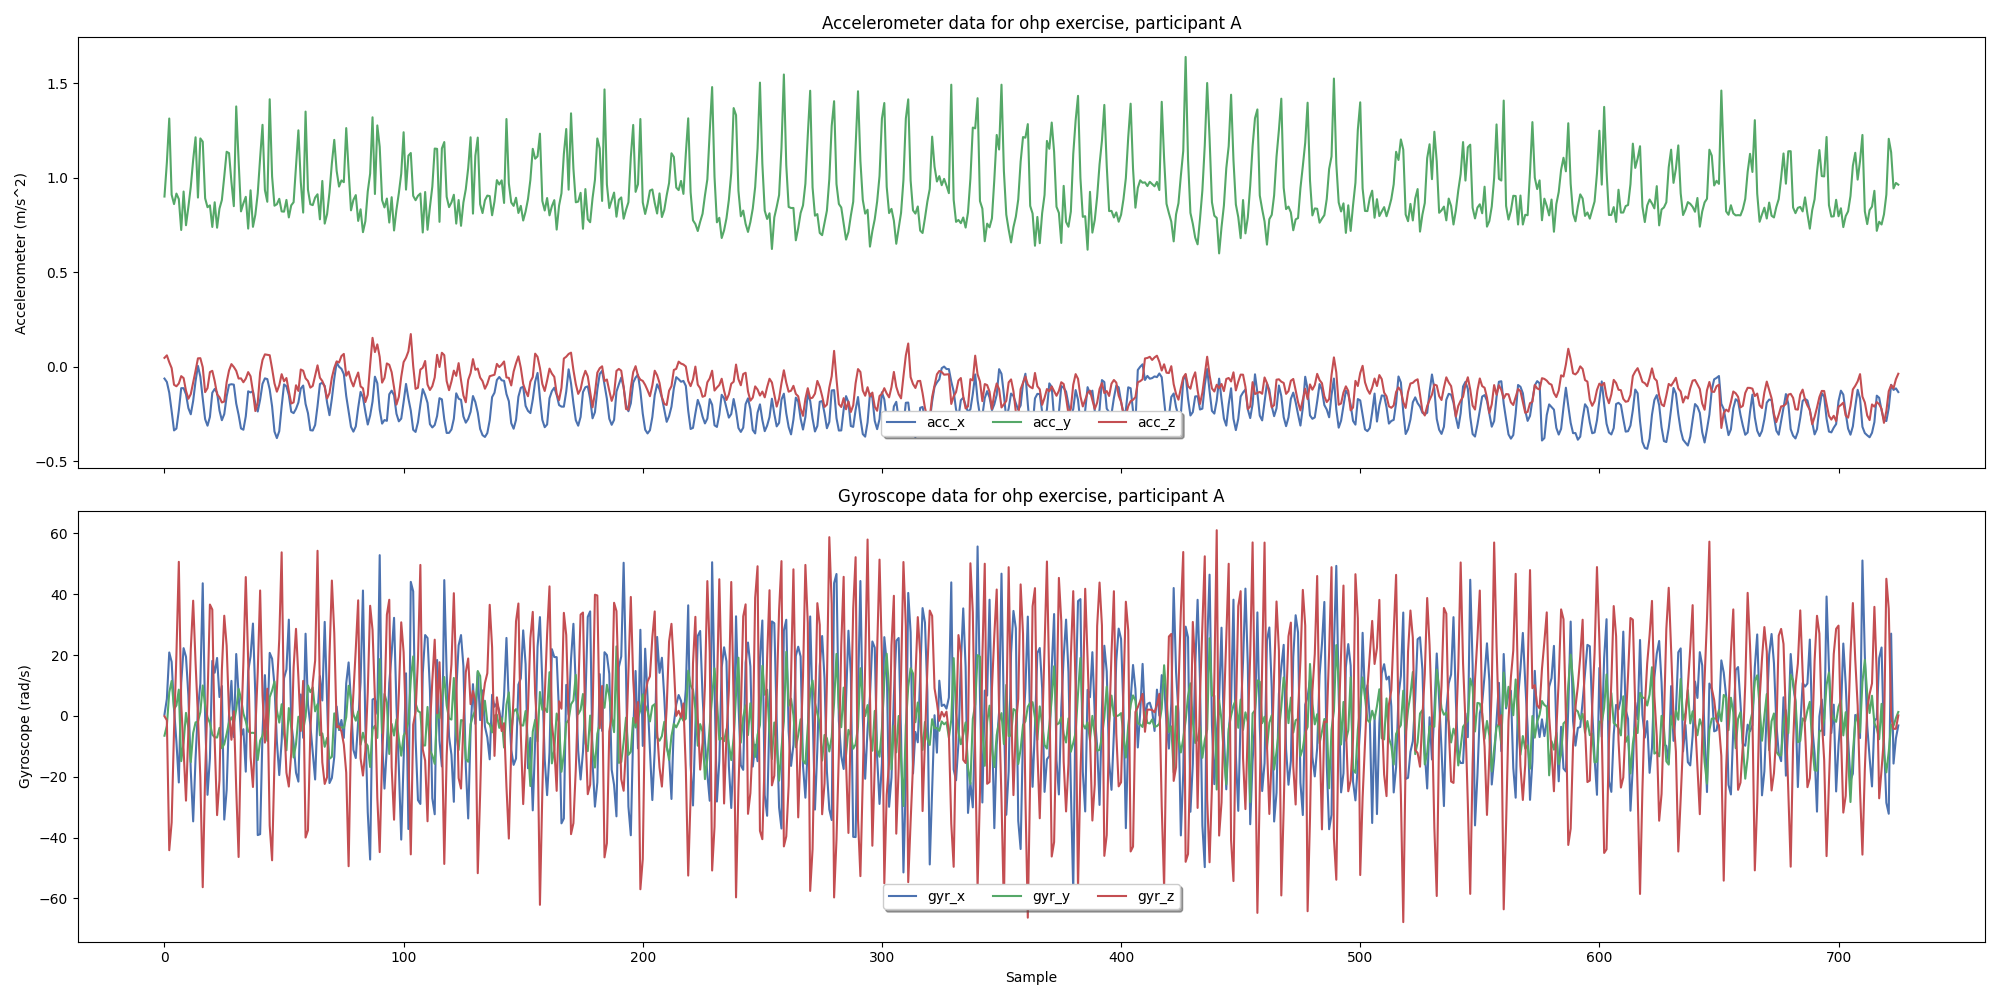 Accelerometer data for ohp exercise, participant A
Accelerometer (m/s^2)
1.5
1.0
0.5
0.0
−0.5
acc_x acc_y acc_z
Gyroscope data for ohp exercise, participant A
Gyroscope (rad/s)
60
40
20
0
−20
−40
−60
gyr_x gyr_y gyr_z
0 100 200 300 400 500 600 700
Sample